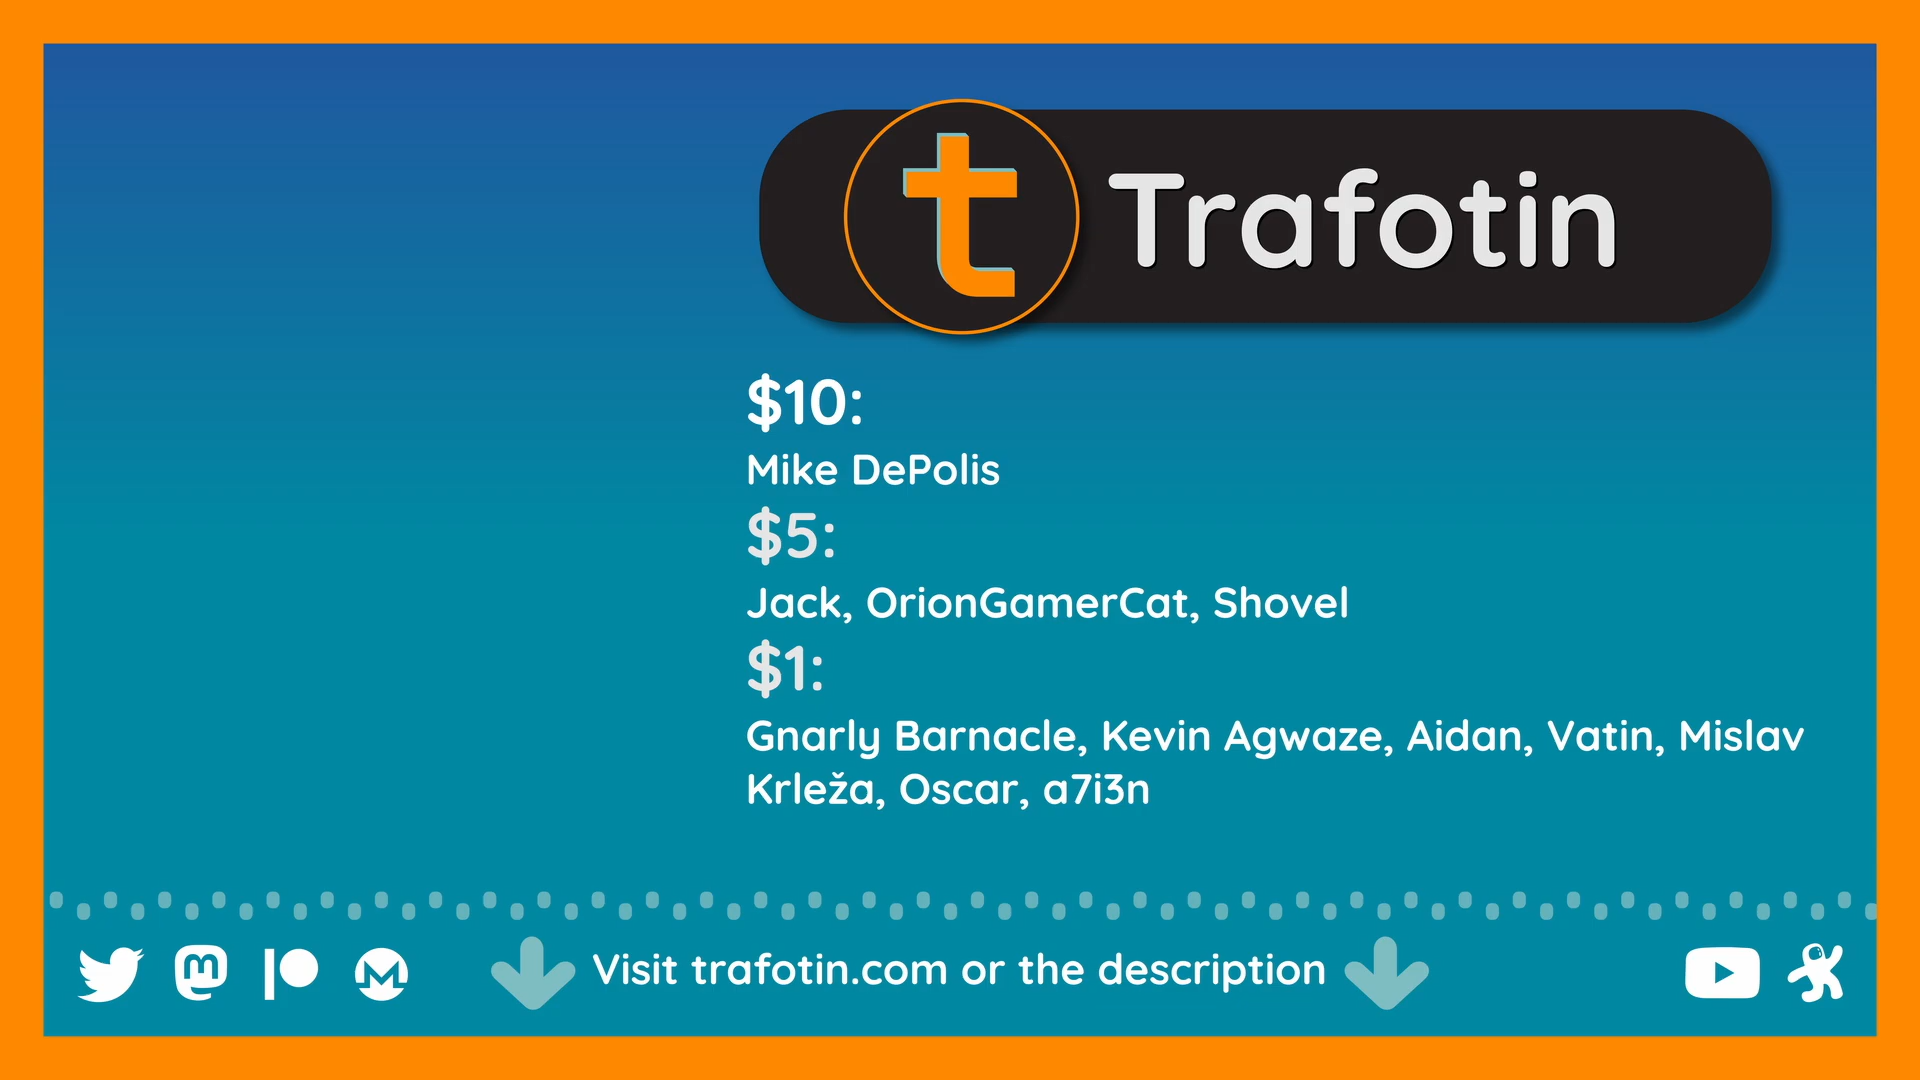 t Trafotin
$10:
Mike DePolis
$5:
Jack, OrionGamerCat, Shovel
$1:
Gnarly Barnacle, Kevin Agwaze, Aidan, Vatin, Mislav
Krleža, Oscar, a7i3n
Visit trafotin.com or the description